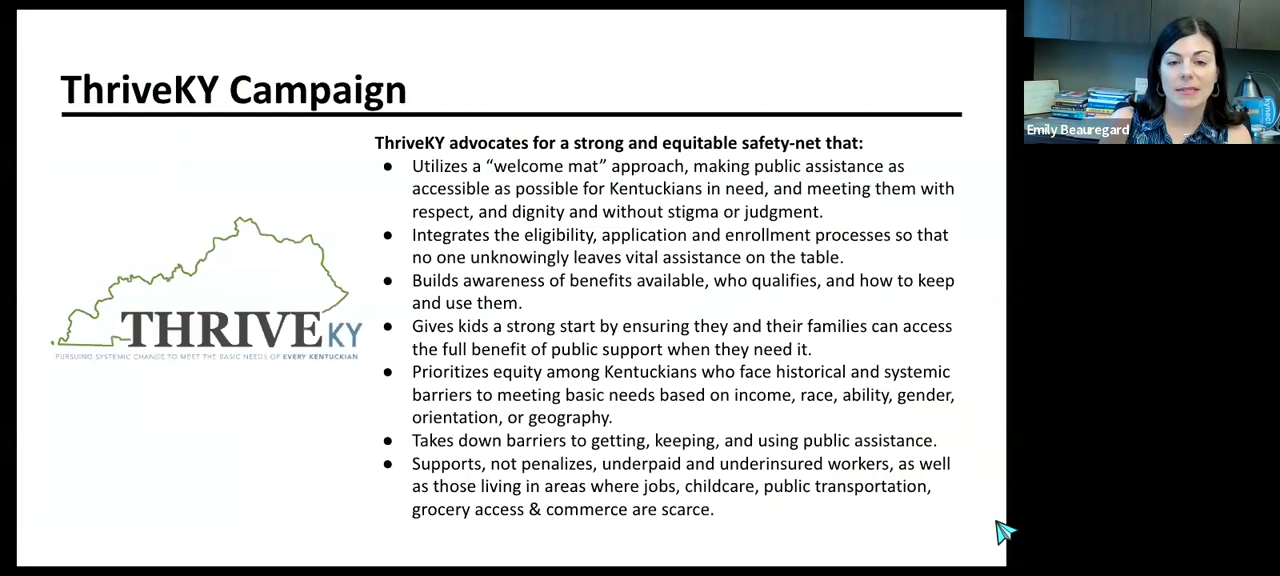 ThriveKY Campaign
ThriveKY advocates for a strong and equitable safety-net that:
● Utilizes a “welcome mat” approach, making public assistance as
accessible as possible for Kentuckians in need, and meeting them with
respect, and dignity and without stigma or judgment.
● Integrates the eligibility, application and enrollment processes so that
no one unknowingly leaves vital assistance on the table.
● Builds awareness of benefits available, who qualifies, and how to keep
and use them.
● Gives kids a strong start by ensuring they and their families can access
the full benefit of public support when they need it.
● Prioritizes equity among Kentuckians who face historical and systemic
barriers to meeting basic needs based on income, race, ability, gender,
orientation, or geography.
● Takes down barriers to getting, keeping, and using public assistance.
● Supports, not penalizes, underpaid and underinsured workers, as well
as those living in areas where jobs, childcare, public transportation,
grocery access & commerce are scarce.
THRIVEKY
PURSUING SYSTEMIC CHANGE TO MEET THE BASIC NEEDS OF EVERY KENTUCKIAN
Emily Beauregard
kynect